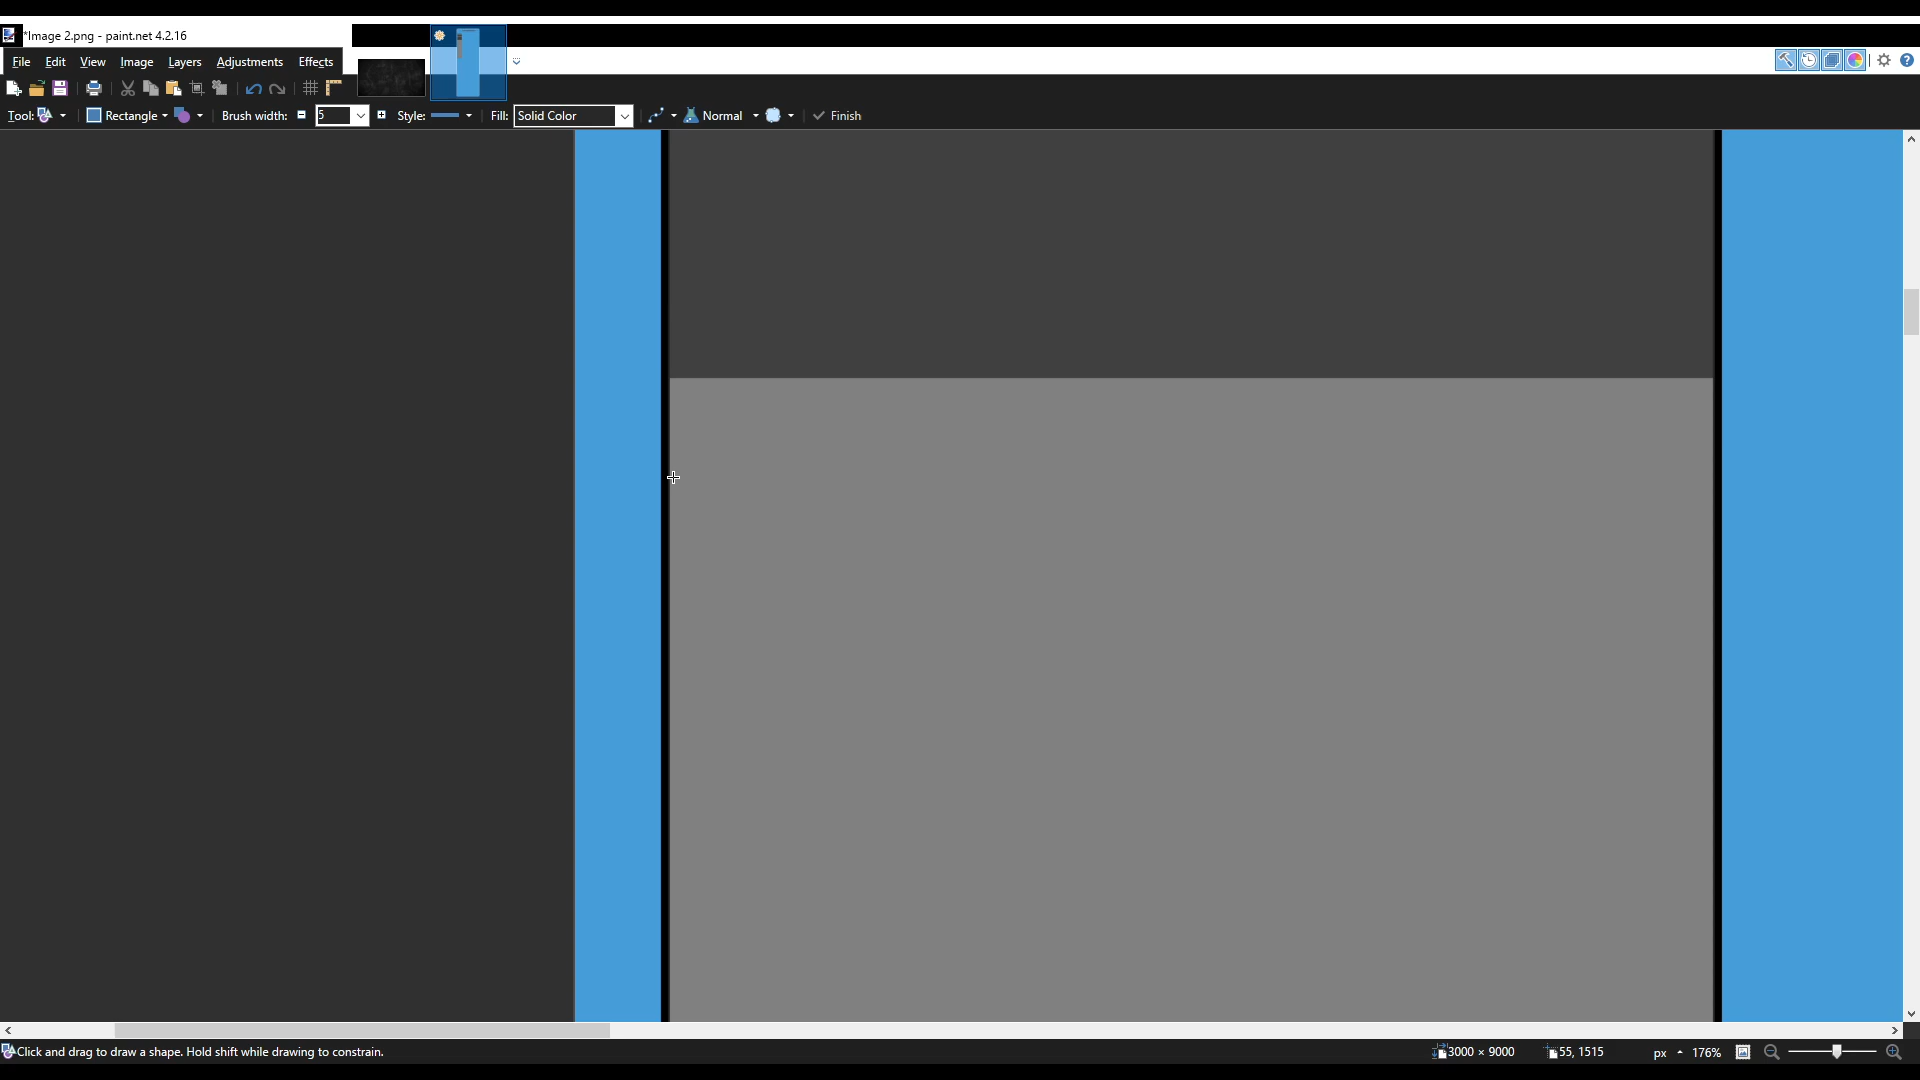 *Image 2.png - paint.net 4.2.16
File Edit View Image Layers Adjustments Effects
Tool: Rectangle Brush width: 5 Style: Fill: Solid Color Normal Finish
Click and drag to draw a shape. Hold shift while drawing to constrain. 3000 × 9000 55, 1515 px 176%